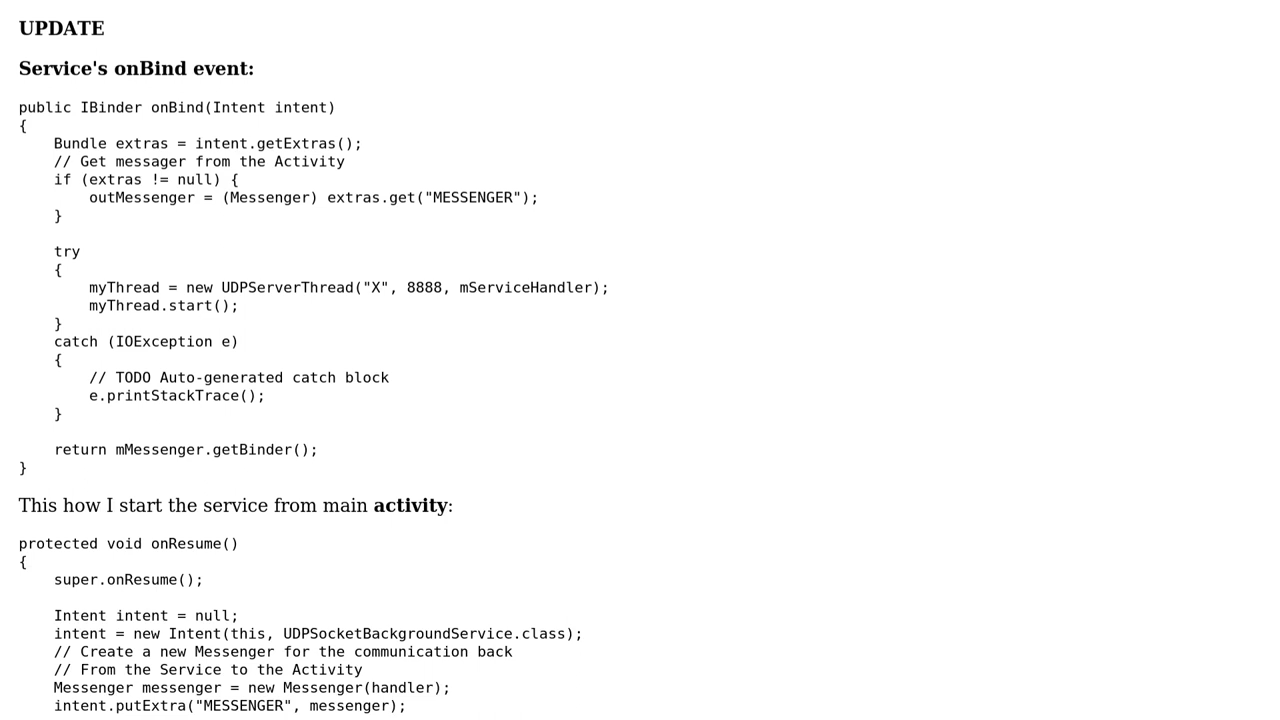 UPDATE
Service's onBind event:
public IBinder onBind(Intent intent)
{
    Bundle extras = intent.getExtras();
    // Get messager from the Activity
    if (extras != null) {
        outMessenger = (Messenger) extras.get("MESSENGER");
    }

    try
    {
        myThread = new UDPServerThread("X", 8888, mServiceHandler);
        myThread.start();
    }
    catch (IOException e)
    {
        // TODO Auto-generated catch block
        e.printStackTrace();
    }

    return mMessenger.getBinder();
}
This how I start the service from main activity:
protected void onResume()
{
    super.onResume();

    Intent intent = null;
    intent = new Intent(this, UDPSocketBackgroundService.class);
    // Create a new Messenger for the communication back
    // From the Service to the Activity
    Messenger messenger = new Messenger(handler);
    intent.putExtra("MESSENGER", messenger);